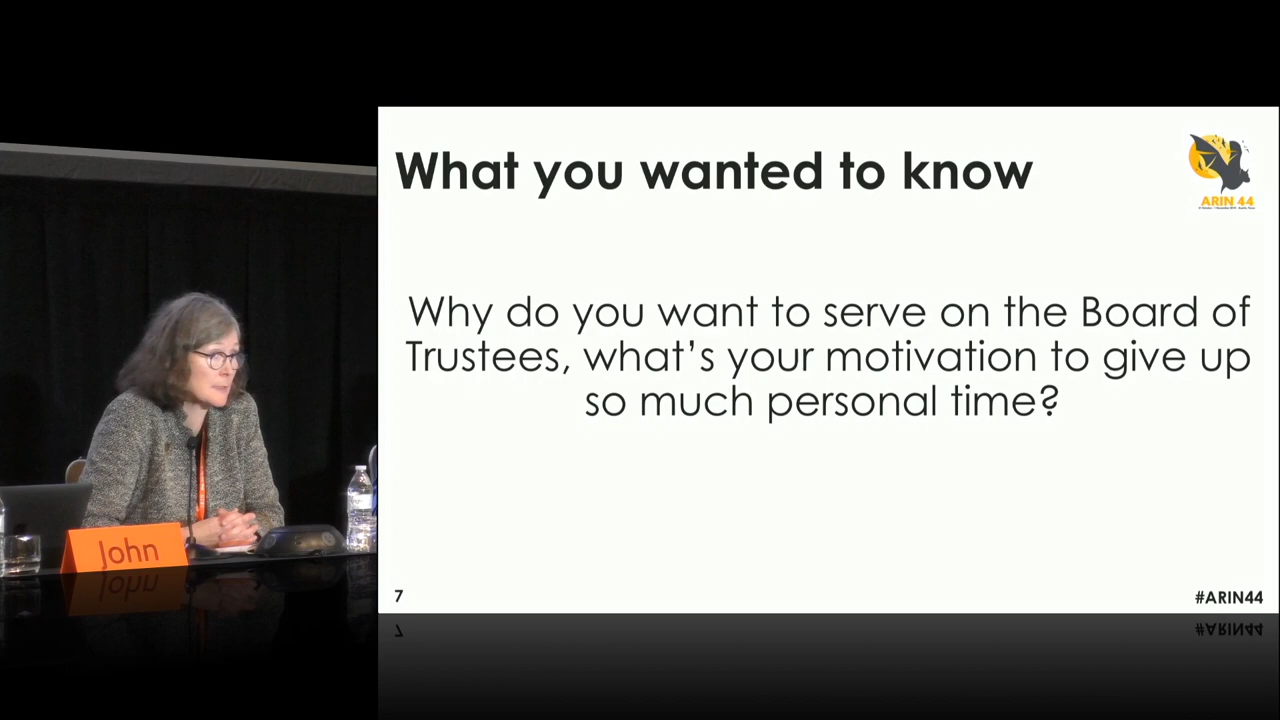 What you wanted to know
ARIN 44
Why do you want to serve on the Board of
Trustees, what's your motivation to give up
so much personal time?
John
7
#ARIN44